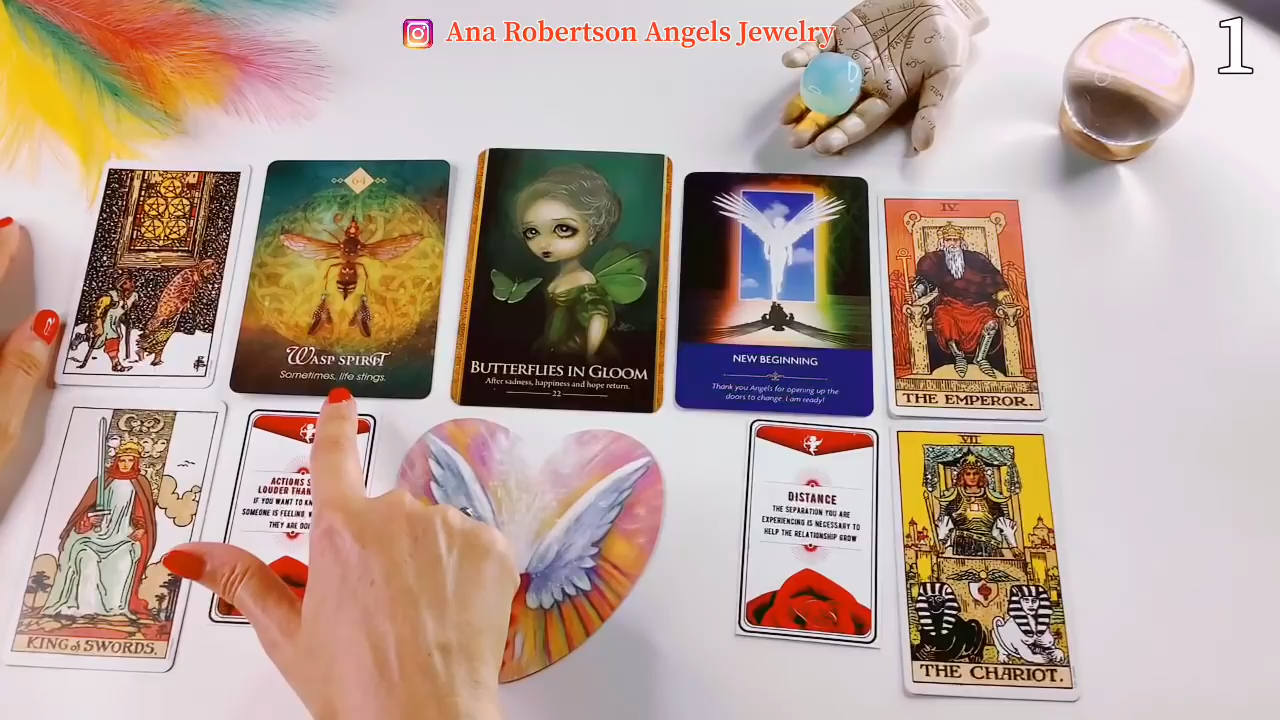 Ana Robertson Angels Jewelry
1
64
WASP SPIRIT
Sometimes, life stings.
BUTTERFLIES IN GLOOM
After sadness, happiness and hope return.
22
NEW BEGINNING
Thank you Angels for opening up the
doors to change. I am ready!
IV.
THE EMPEROR.
KING of SWORDS.
ACTIONS
LOUDER
IF YOU WANT TO
SOMEONE IS FEELING,
THEY ARE
DISTANCE
THE SEPARATION YOU ARE
EXPERIENCING IS NECESSARY TO
HELP THE RELATIONSHIP GROW
VII
THE CHARIOT.